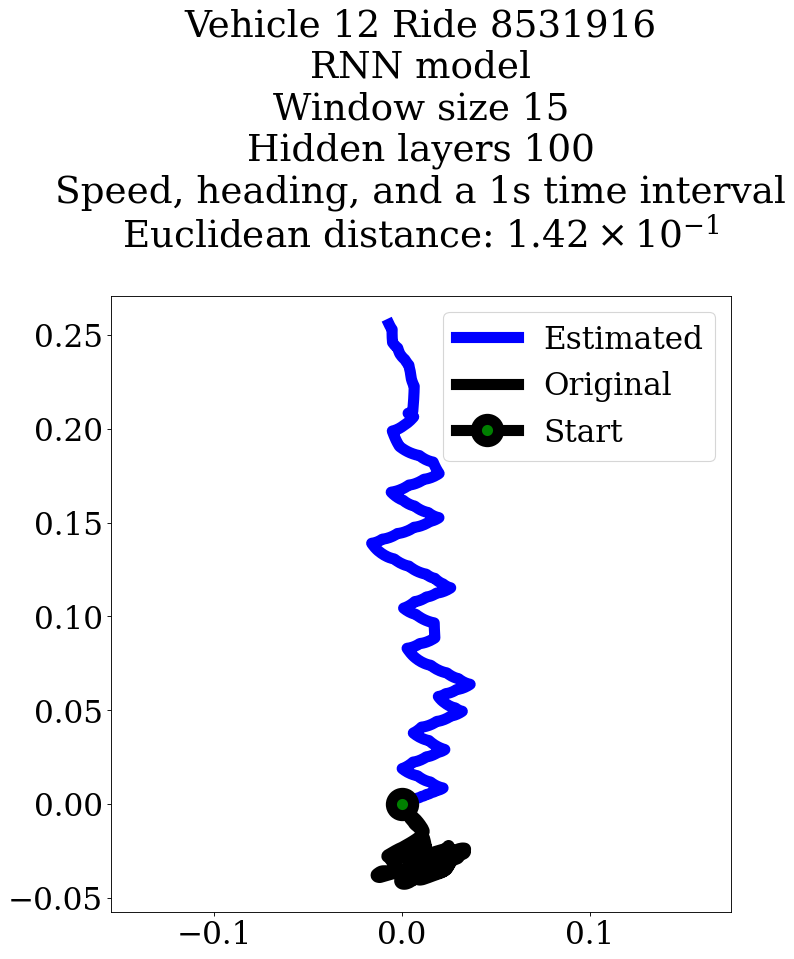 Vehicle 12 Ride 8531916
RNN model
Window size 15
Hidden layers 100
Speed, heading, and a 1s time interval
Euclidean distance: 1.42 × 10⁻¹
Estimated
Original
Start
0.25
0.20
0.15
0.10
0.05
0.00
−0.05
−0.1
0.0
0.1